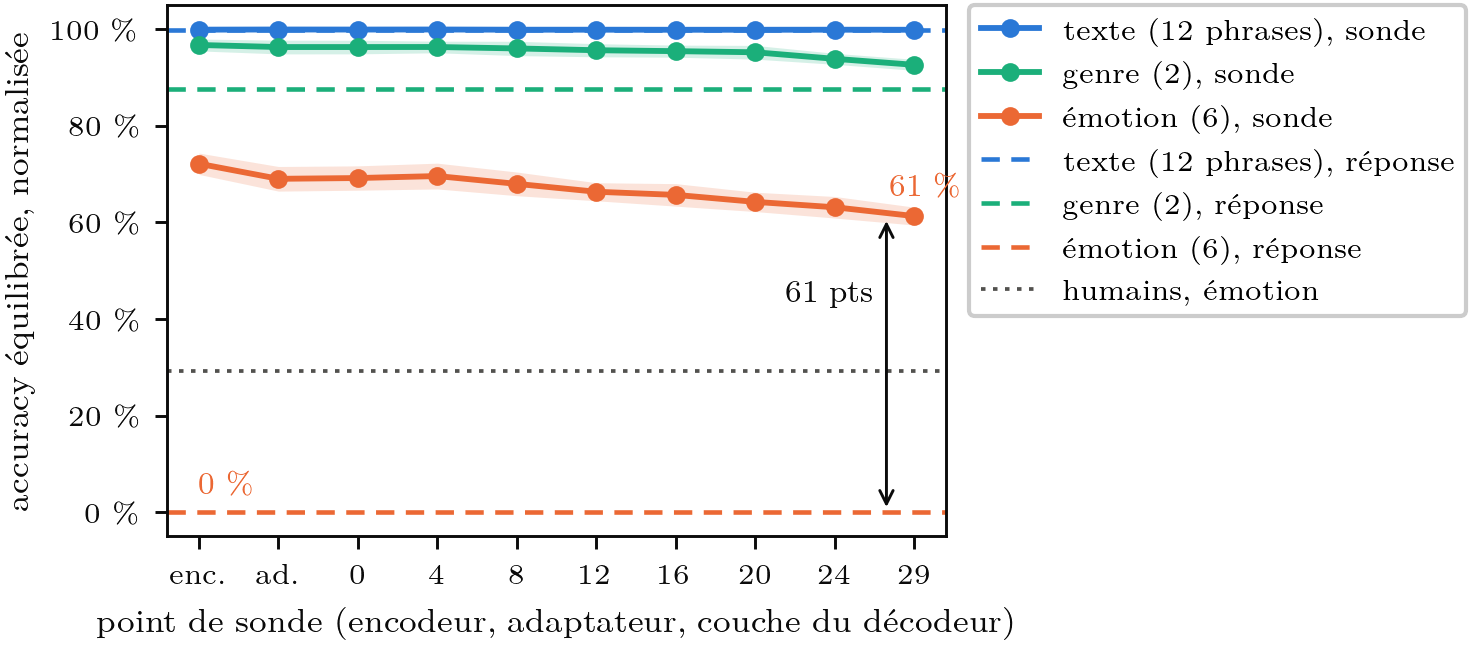 accuracy équilibrée, normalisée
100 %
80 %
60 %
40 %
20 %
0 %
61 %
61 pts
0 %
enc. ad. 0 4 8 12 16 20 24 29
point de sonde (encodeur, adaptateur, couche du décodeur)
texte (12 phrases), sonde
genre (2), sonde
émotion (6), sonde
texte (12 phrases), réponse
genre (2), réponse
émotion (6), réponse
humains, émotion